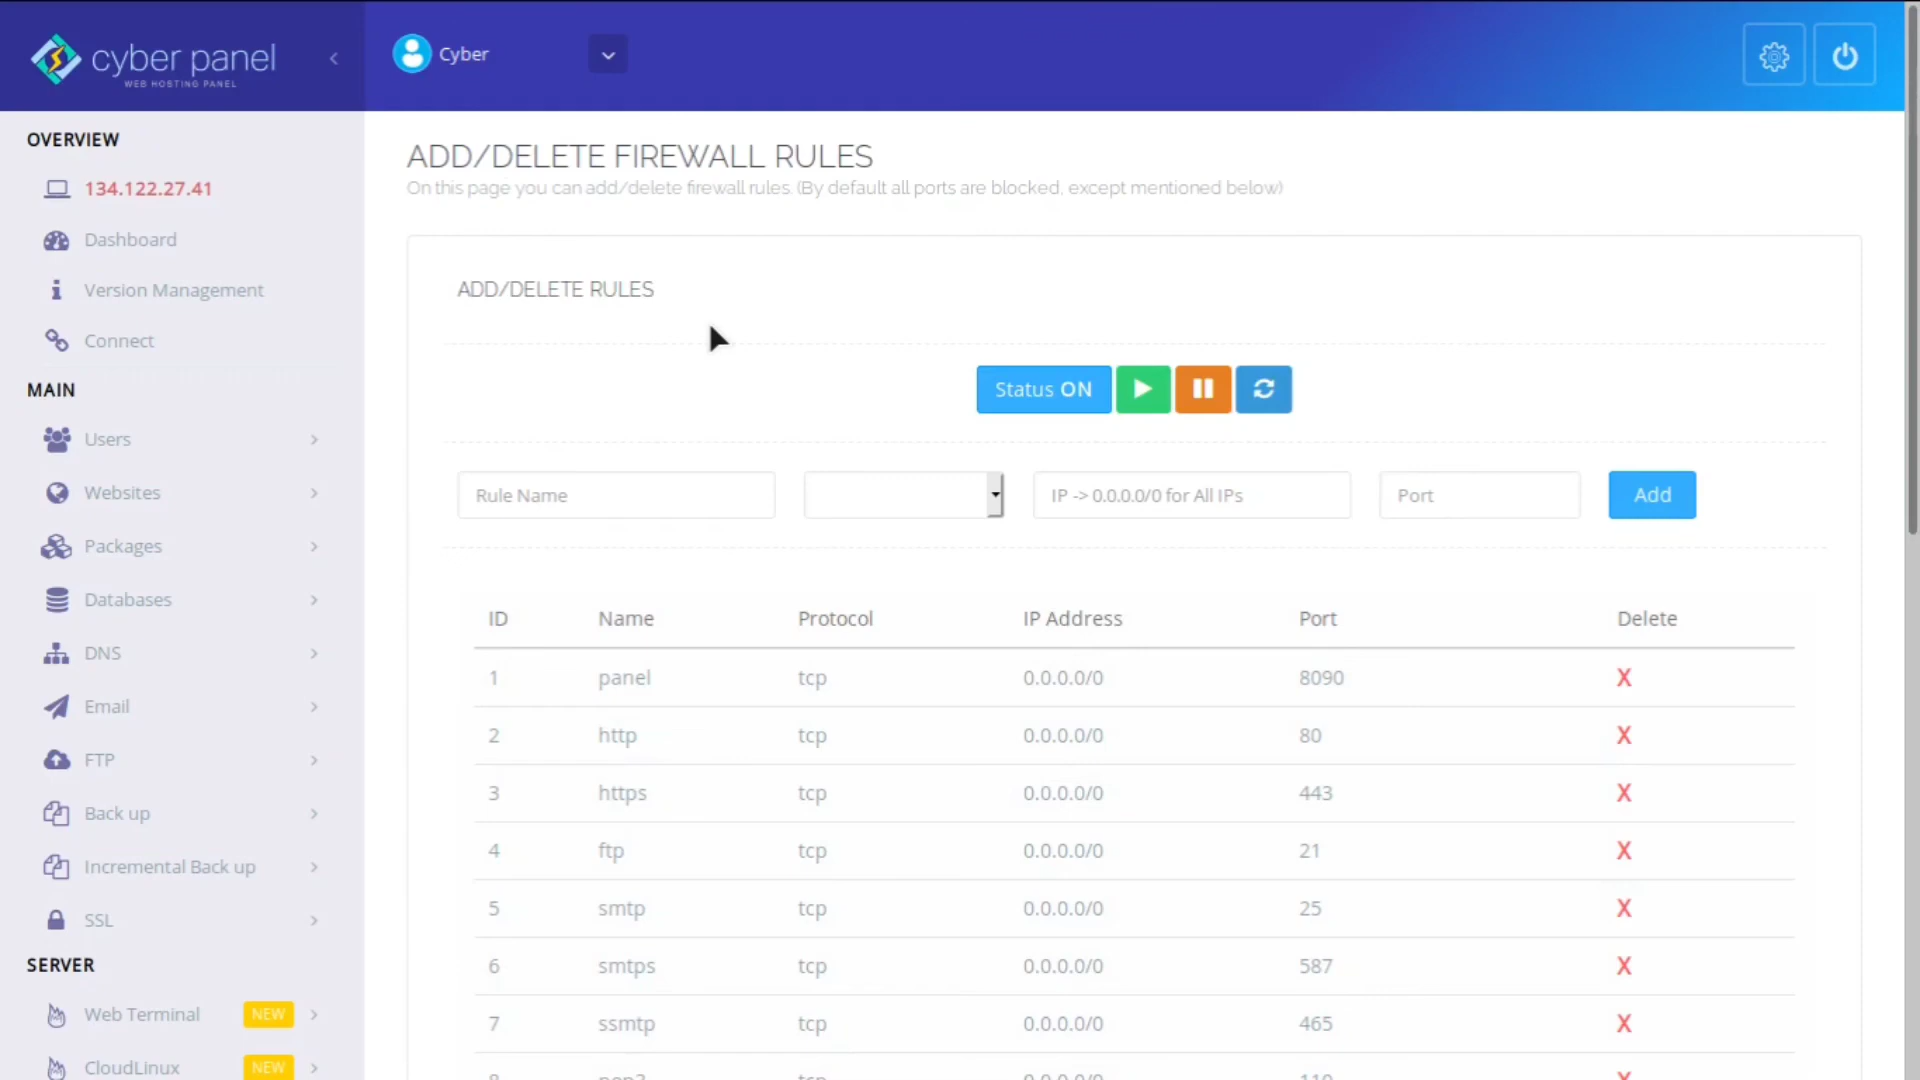 cyber panel
WEB HOSTING PANEL
Cyber
OVERVIEW
134.122.27.41
Dashboard
Version Management
Connect
MAIN
Users
Websites
Packages
Databases
DNS
Email
FTP
Back up
Incremental Back up
SSL
SERVER
Web Terminal NEW
CloudLinux NEW
ADD/DELETE FIREWALL RULES
On this page you can add/delete firewall rules. (By default all ports are blocked, except mentioned below)
ADD/DELETE RULES
Status ON
Rule Name IP -> 0.0.0.0/0 for All IPs Port Add
ID Name Protocol IP Address Port Delete
1 panel tcp 0.0.0.0/0 8090 X
2 http tcp 0.0.0.0/0 80 X
3 https tcp 0.0.0.0/0 443 X
4 ftp tcp 0.0.0.0/0 21 X
5 smtp tcp 0.0.0.0/0 25 X
6 smtps tcp 0.0.0.0/0 587 X
7 ssmtp tcp 0.0.0.0/0 465 X
8 pop3 tcp 0.0.0.0/0 110 X